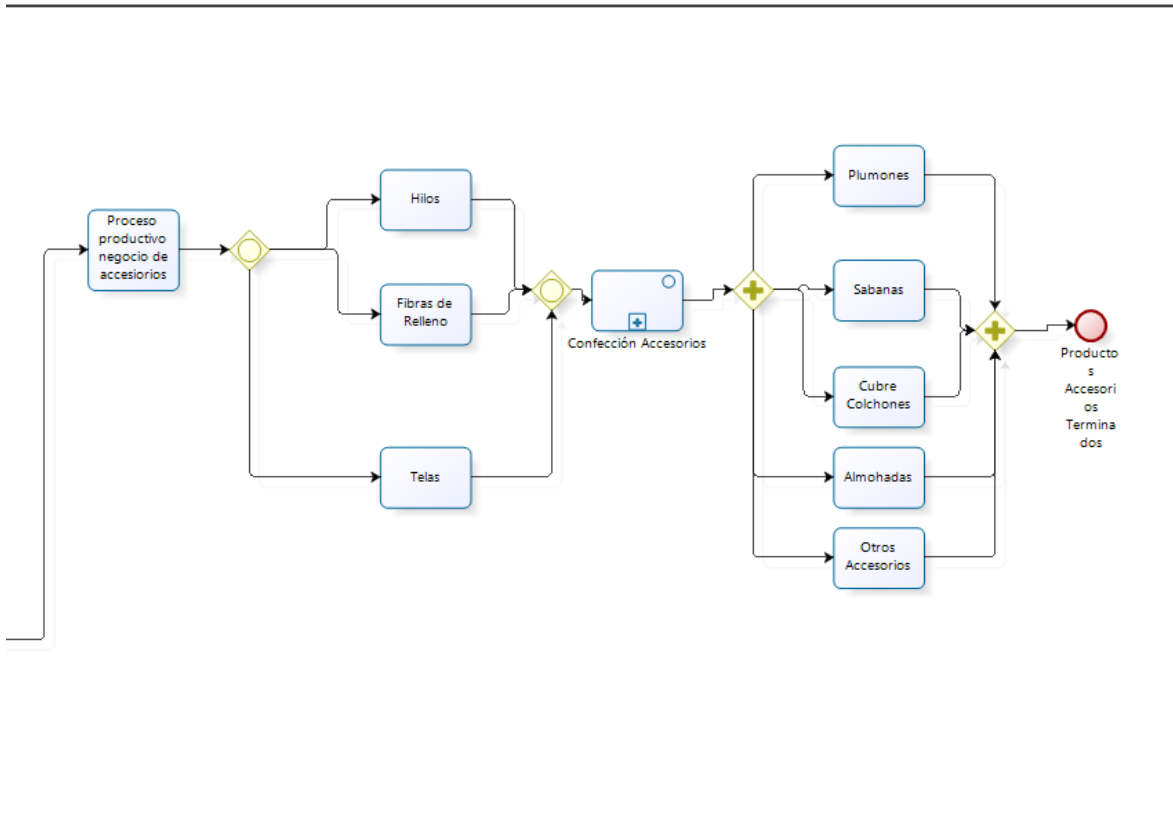 Proceso
productivo
negocio de
accesiorios
Hilos
Fibras de
Relleno
Telas
Confección Accesorios
Plumones
Sabanas
Cubre
Colchones
Almohadas
Otros
Accesorios
Producto
s
Accesori
os
Termina
dos